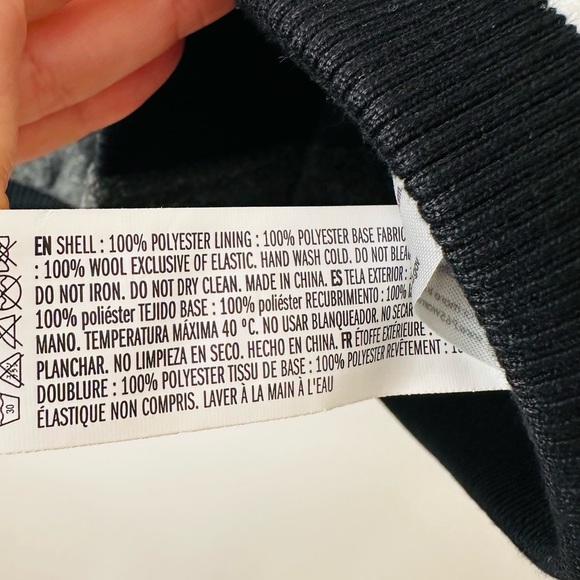 EN SHELL : 100% POLYESTER LINING : 100% POLYESTER BASE FABRIC
: 100% WOOL EXCLUSIVE OF ELASTIC. HAND WASH COLD. DO NOT BLEA
DO NOT IRON. DO NOT DRY CLEAN. MADE IN CHINA. ES TELA EXTERIOR :
100% poliéster TEJIDO BASE : 100% poliéster RECUBRIMIENTO : 100%
MANO. TEMPERATURA MÁXIMA 40 ºC. NO USAR BLANQUEADOR. NO SECAR
PLANCHAR. NO LIMPIEZA EN SECO. HECHO EN CHINA. FR ÉTOFFE EXTÉRIEURE :
DOUBLURE : 100% POLYESTER TISSU DE BASE : 100% POLYESTER REVÊTEMENT :
ÉLASTIQUE NON COMPRIS. LAVER À LA MAIN À L'EAU
30